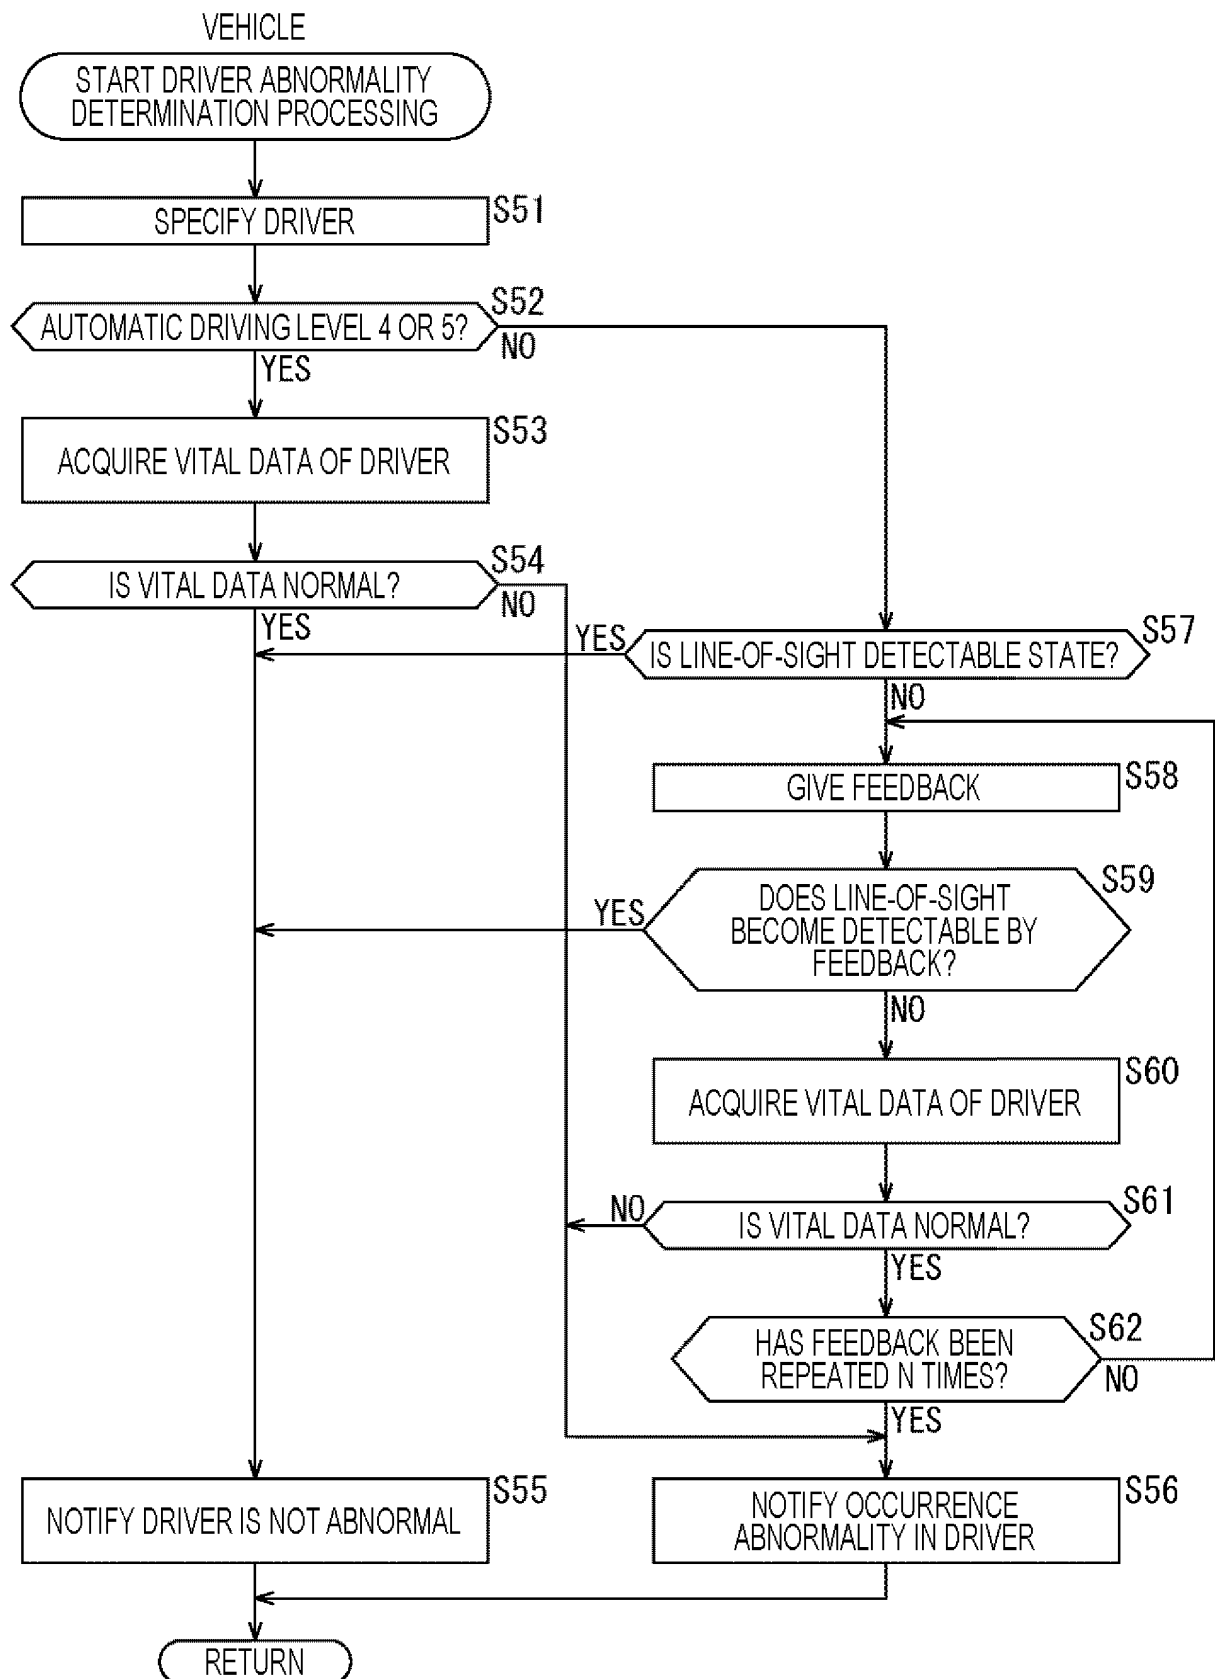 VEHICLE
START DRIVER ABNORMALITY
DETERMINATION PROCESSING
SPECIFY DRIVER
S51
AUTOMATIC DRIVING LEVEL 4 OR 5?
S52
NO
YES
ACQUIRE VITAL DATA OF DRIVER
S53
IS VITAL DATA NORMAL?
S54
NO
YES
IS LINE-OF-SIGHT DETECTABLE STATE?
S57
YES
NO
GIVE FEEDBACK
S58
DOES LINE-OF-SIGHT
BECOME DETECTABLE BY
FEEDBACK?
S59
YES
NO
ACQUIRE VITAL DATA OF DRIVER
S60
IS VITAL DATA NORMAL?
S61
NO
YES
HAS FEEDBACK BEEN
REPEATED N TIMES?
S62
NO
YES
NOTIFY DRIVER IS NOT ABNORMAL
S55
NOTIFY OCCURRENCE
ABNORMALITY IN DRIVER
S56
RETURN